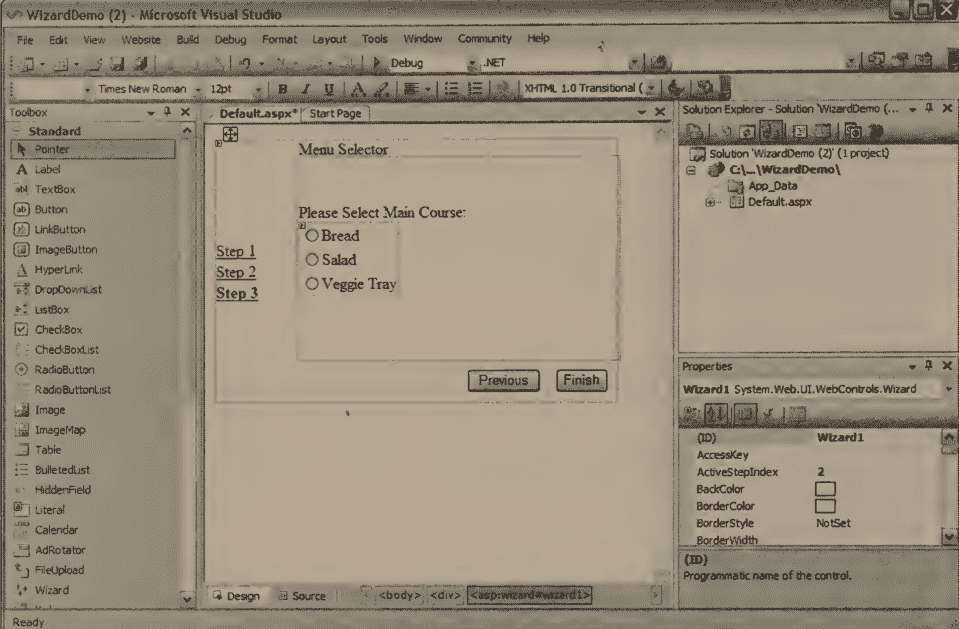 WizardDemo (2) - Microsoft Visual Studio
File Edit View Website Build Debug Format Layout Tools Window Community Help
Debug .NET
Times New Roman 12pt B I U A XHTML 1.0 Transitional (
Toolbox
Standard
Pointer
A Label
abl TextBox
ab Button
ab LinkButton
ImageButton
A HyperLink
DropDownList
ListBox
CheckBox
CheckBoxList
RadioButton
RadioButtonList
Image
ImageMap
Table
BulletedList
HiddenField
Literal
Calendar
AdRotator
FileUpload
Wizard
Default.aspx* Start Page
Menu Selector
Please Select Main Course:
Bread
Salad
Veggie Tray
Step 1
Step 2
Step 3
Previous Finish
Design Source <body> <div> <asp:wizard#wizard1>
Solution Explorer - Solution 'WizardDemo (...
Solution 'WizardDemo (2)' (1 project)
C:\...\WizardDemo\
App_Data
Default.aspx
Properties
Wizard1 System.Web.UI.WebControls.Wizard
(ID) Wizard1
AccessKey
ActiveStepIndex 2
BackColor
BorderColor
BorderStyle NotSet
BorderWidth
(ID)
Programmatic name of the control.
Ready